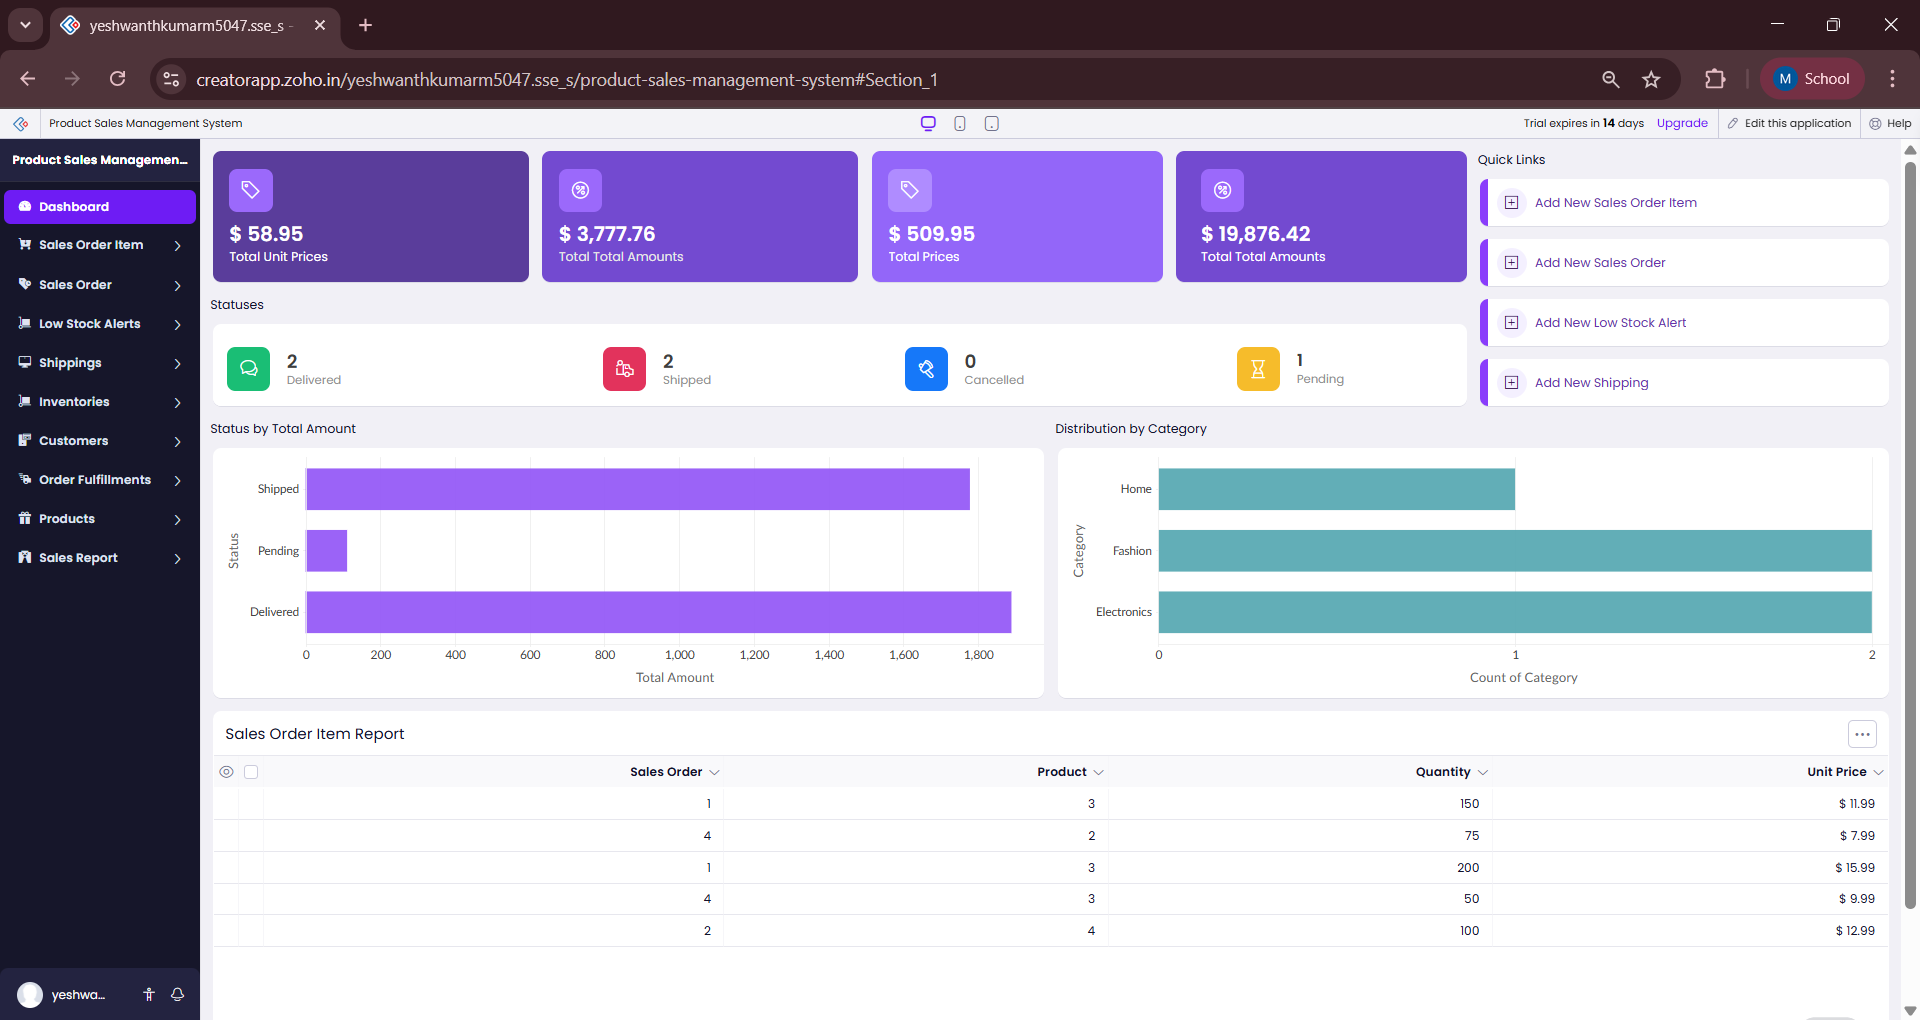 yeshwanthkumarm5047.sse_s -
creatorapp.zoho.in/yeshwanthkumarm5047.sse_s/product-sales-management-system#Section_1
M School
Product Sales Management System
Trial expires in 14 days Upgrade Edit this application Help
Product Sales Managemen...
Dashboard
Sales Order Item
Sales Order
Low Stock Alerts
Shippings
Inventories
Customers
Order Fulfillments
Products
Sales Report
yeshwa...
$ 58.95
Total Unit Prices
$ 3,777.76
Total Total Amounts
$ 509.95
Total Prices
$ 19,876.42
Total Total Amounts
Quick Links
Add New Sales Order Item
Add New Sales Order
Add New Low Stock Alert
Add New Shipping
Statuses
2
Delivered
2
Shipped
0
Cancelled
1
Pending
Status by Total Amount
Status
Shipped
Pending
Delivered
0 200 400 600 800 1,000 1,200 1,400 1,600 1,800
Total Amount
Distribution by Category
Category
Home
Fashion
Electronics
0 1 2
Count of Category
Sales Order Item Report
Sales Order Product Quantity Unit Price
1 3 150 $ 11.99
4 2 75 $ 7.99
1 3 200 $ 15.99
4 3 50 $ 9.99
2 4 100 $ 12.99